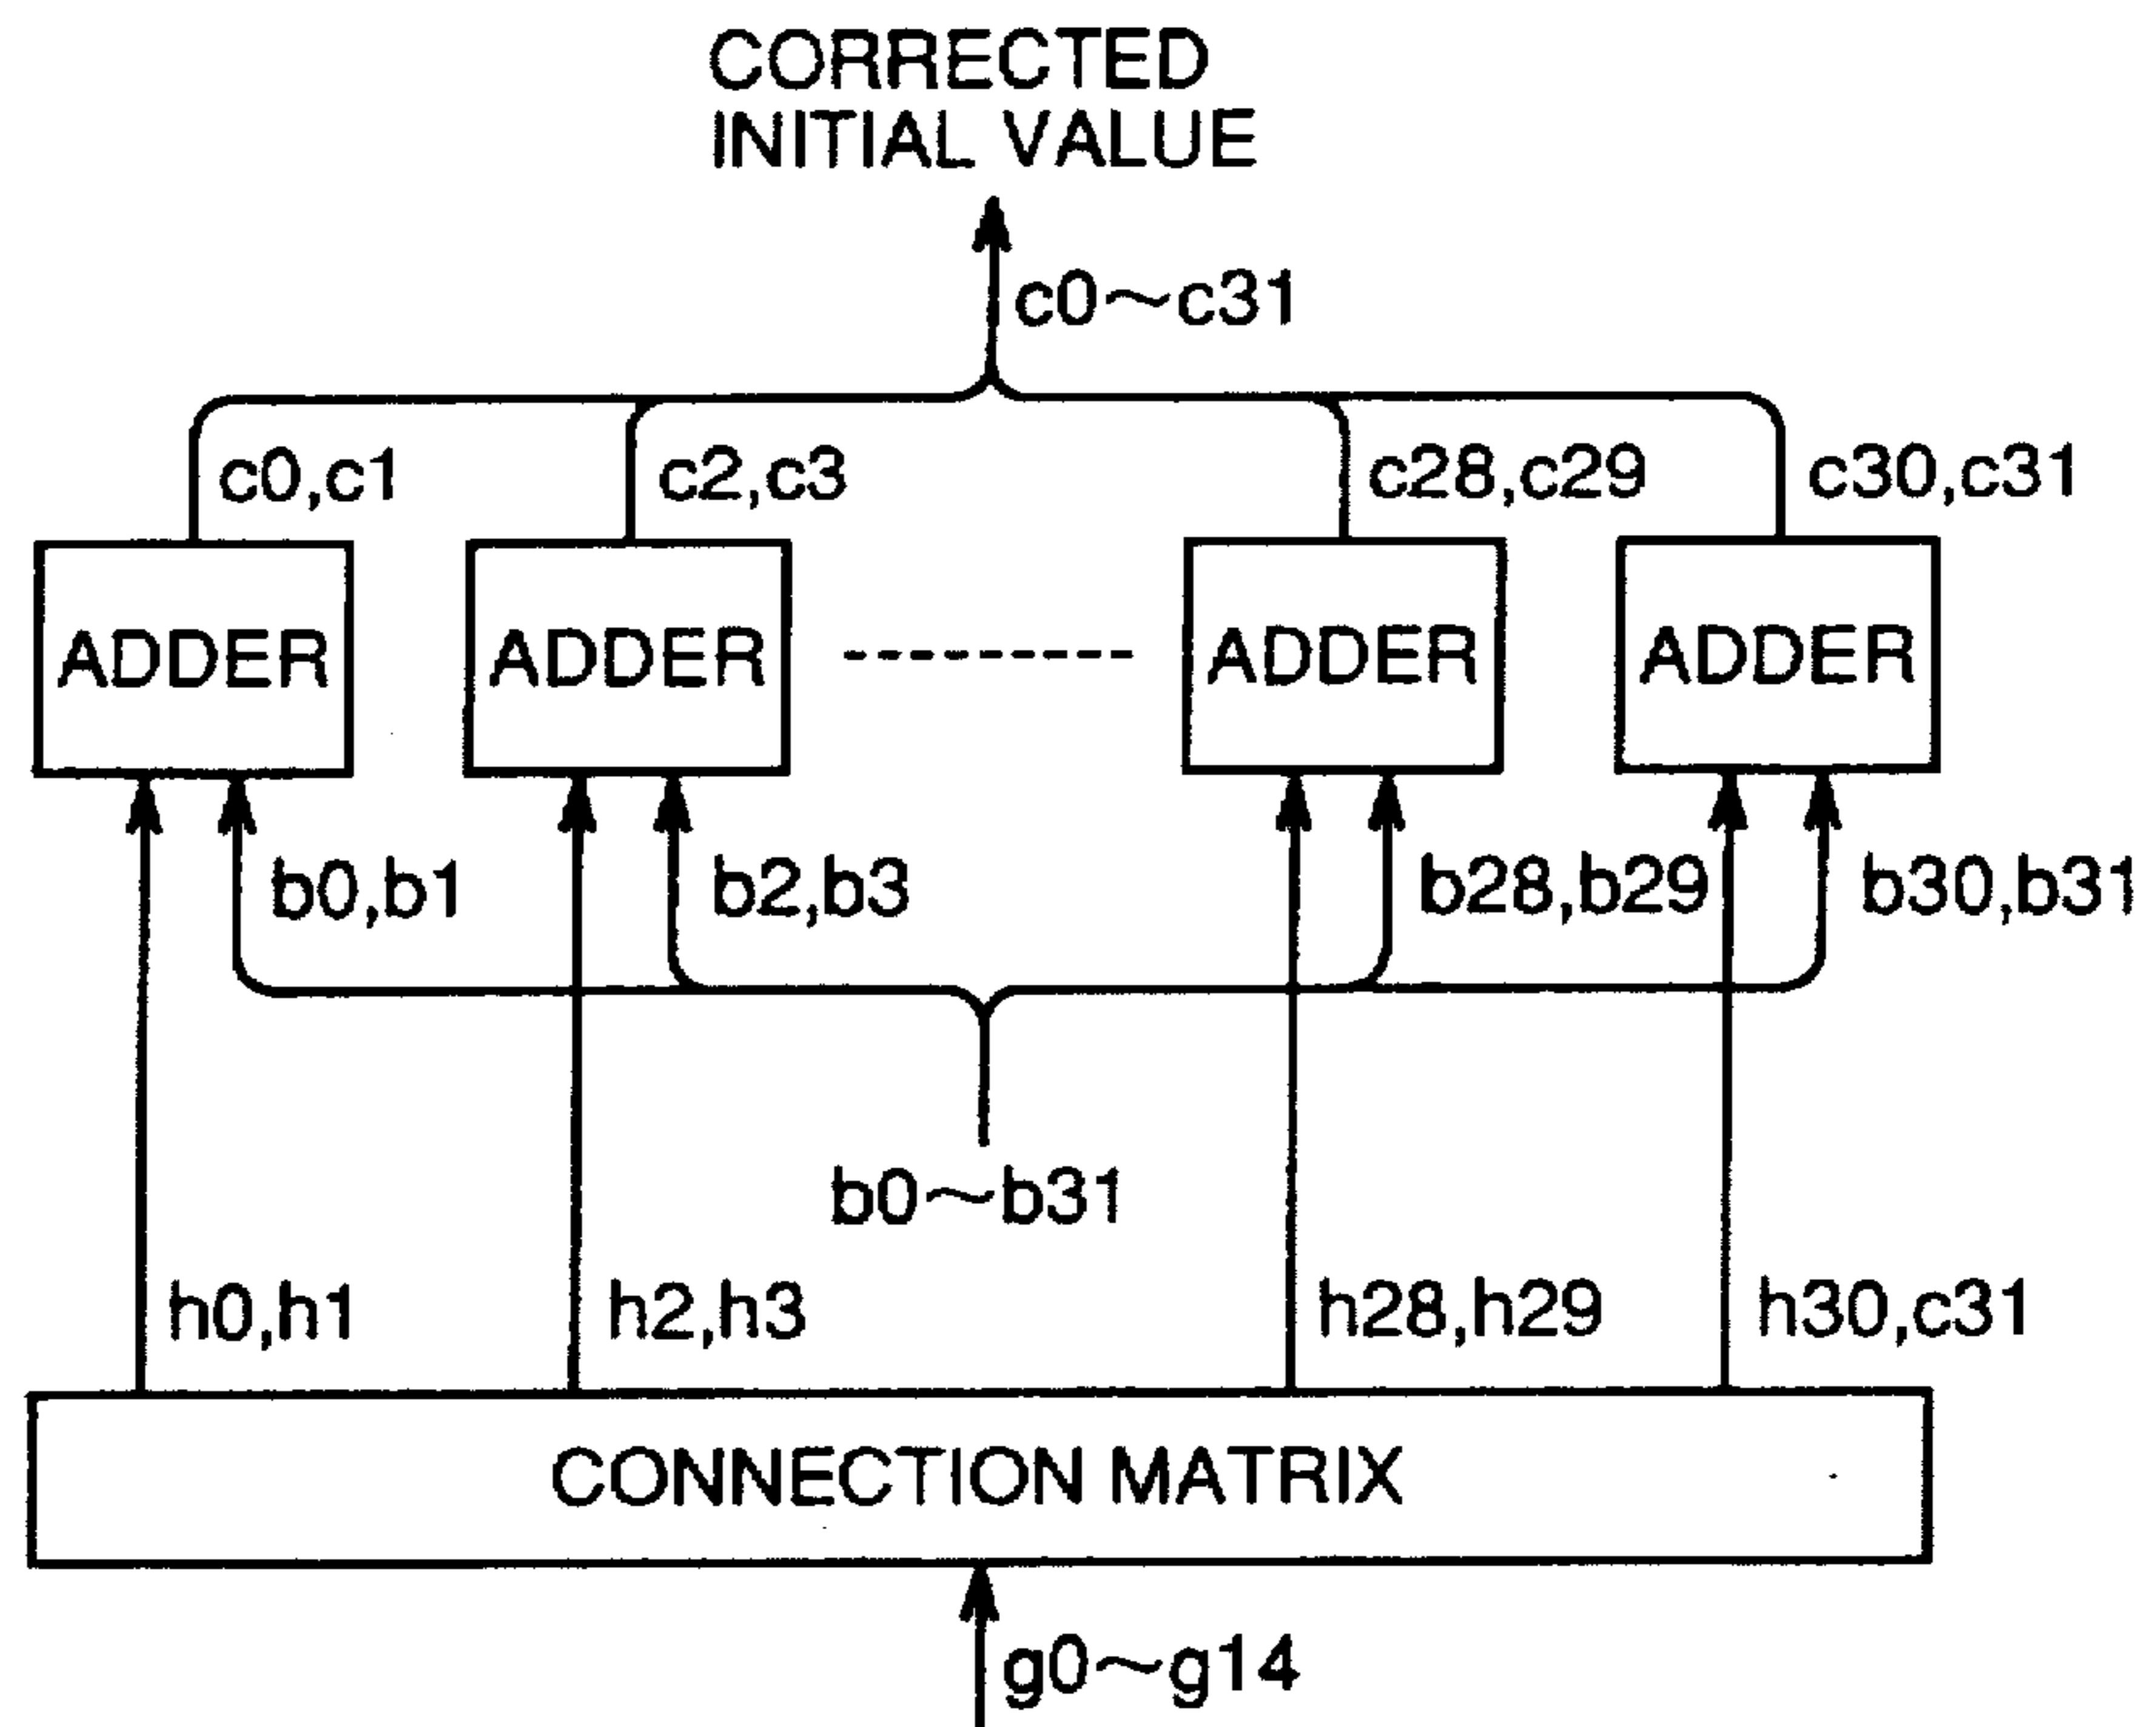 CORRECTED
INITIAL VALUE
c0~c31
c0,c1
c2,c3
c28,c29
c30,c31
ADDER
ADDER
ADDER
ADDER
b0,b1
b2,b3
b28,b29
b30,b31
b0~b31
h0,h1
h2,h3
h28,h29
h30,c31
CONNECTION MATRIX
g0~g14